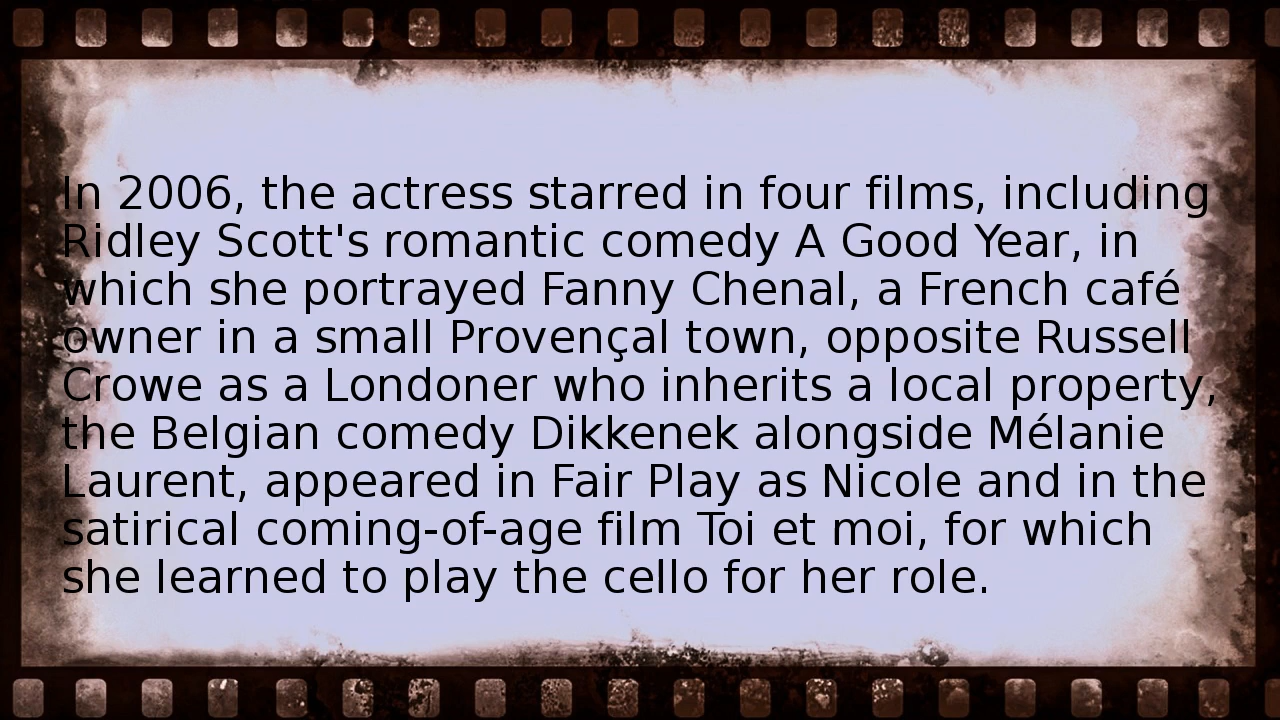 In 2006, the actress starred in four films, including
Ridley Scott's romantic comedy A Good Year, in
which she portrayed Fanny Chenal, a French café
owner in a small Provençal town, opposite Russell
Crowe as a Londoner who inherits a local property,
the Belgian comedy Dikkenek alongside Mélanie
Laurent, appeared in Fair Play as Nicole and in the
satirical coming-of-age film Toi et moi, for which
she learned to play the cello for her role.